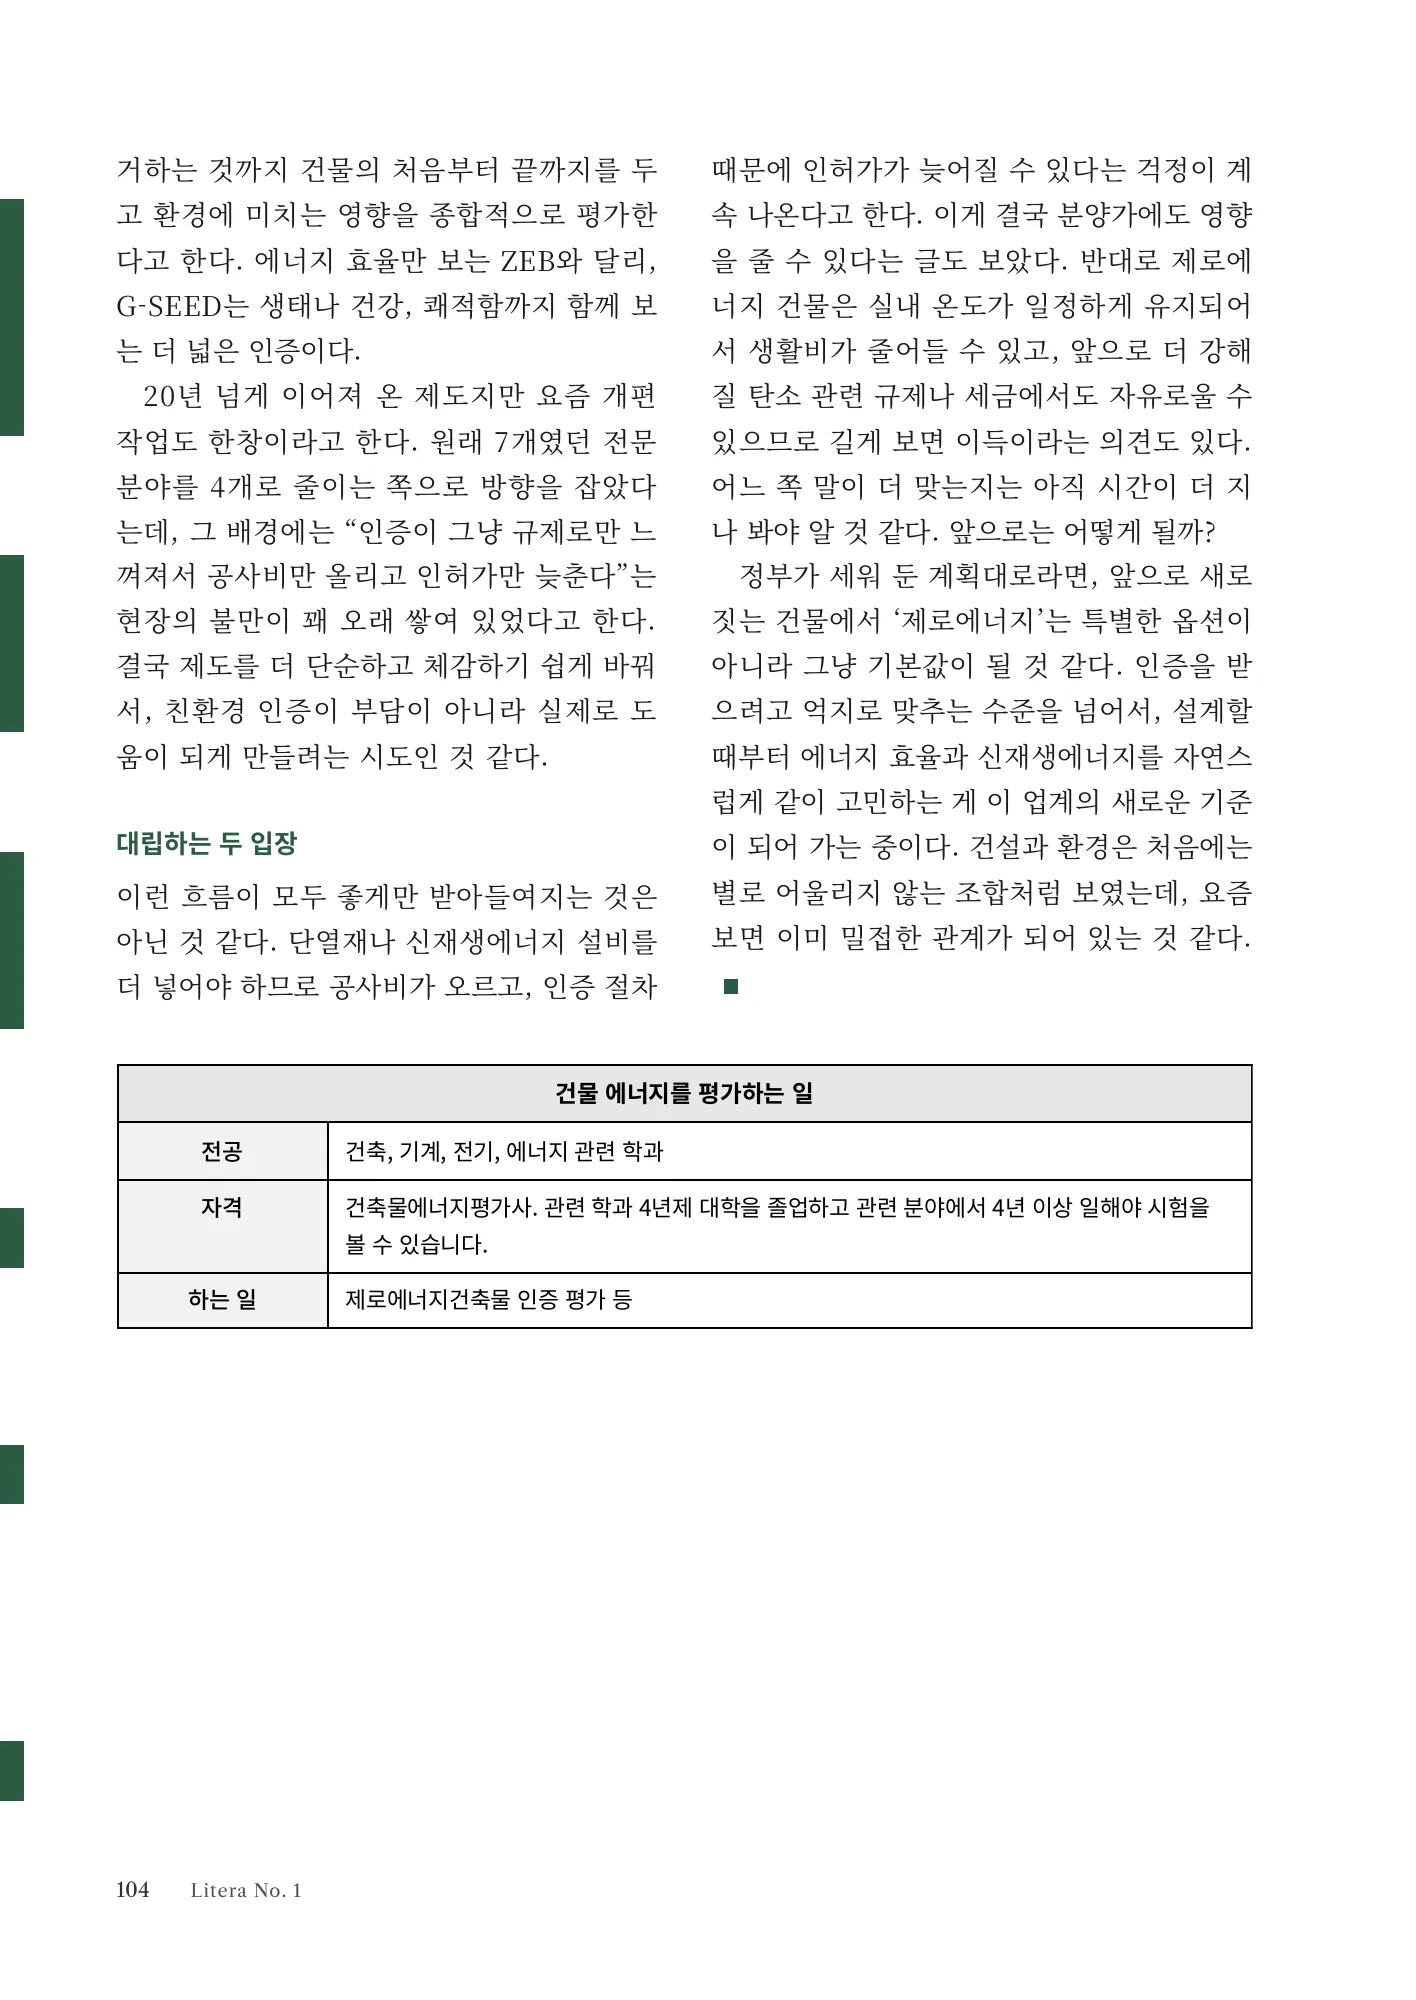 거하는 것까지 건물의 처음부터 끝까지를 두
고 환경에 미치는 영향을 종합적으로 평가한
다고 한다. 에너지 효율만 보는 ZEB와 달리,
G-SEED는 생태나 건강, 쾌적함까지 함께 보
는 더 넓은 인증이다.
20년 넘게 이어져 온 제도지만 요즘 개편
작업도 한창이라고 한다. 원래 7개였던 전문
분야를 4개로 줄이는 쪽으로 방향을 잡았다
는데, 그 배경에는 “인증이 그냥 규제로만 느
껴져서 공사비만 올리고 인허가만 늦춘다”는
현장의 불만이 꽤 오래 쌓여 있었다고 한다.
결국 제도를 더 단순하고 체감하기 쉽게 바꿔
서, 친환경 인증이 부담이 아니라 실제로 도
움이 되게 만들려는 시도인 것 같다.
대립하는 두 입장
이런 흐름이 모두 좋게만 받아들여지는 것은
아닌 것 같다. 단열재나 신재생에너지 설비를
더 넣어야 하므로 공사비가 오르고, 인증 절차
때문에 인허가가 늦어질 수 있다는 걱정이 계
속 나온다고 한다. 이게 결국 분양가에도 영향
을 줄 수 있다는 글도 보았다. 반대로 제로에
너지 건물은 실내 온도가 일정하게 유지되어
서 생활비가 줄어들 수 있고, 앞으로 더 강해
질 탄소 관련 규제나 세금에서도 자유로울 수
있으므로 길게 보면 이득이라는 의견도 있다.
어느 쪽 말이 더 맞는지는 아직 시간이 더 지
나 봐야 알 것 같다. 앞으로는 어떻게 될까?
정부가 세워 둔 계획대로라면, 앞으로 새로
짓는 건물에서 ‘제로에너지’는 특별한 옵션이
아니라 그냥 기본값이 될 것 같다. 인증을 받
으려고 억지로 맞추는 수준을 넘어서, 설계할
때부터 에너지 효율과 신재생에너지를 자연스
럽게 같이 고민하는 게 이 업계의 새로운 기준
이 되어 가는 중이다. 건설과 환경은 처음에는
별로 어울리지 않는 조합처럼 보였는데, 요즘
보면 이미 밀접한 관계가 되어 있는 것 같다.
■
건물 에너지를 평가하는 일
전공 건축, 기계, 전기, 에너지 관련 학과
자격 건축물에너지평가사. 관련 학과 4년제 대학을 졸업하고 관련 분야에서 4년 이상 일해야 시험을
볼 수 있습니다.
하는 일 제로에너지건축물 인증 평가 등
104 Litera No. 1